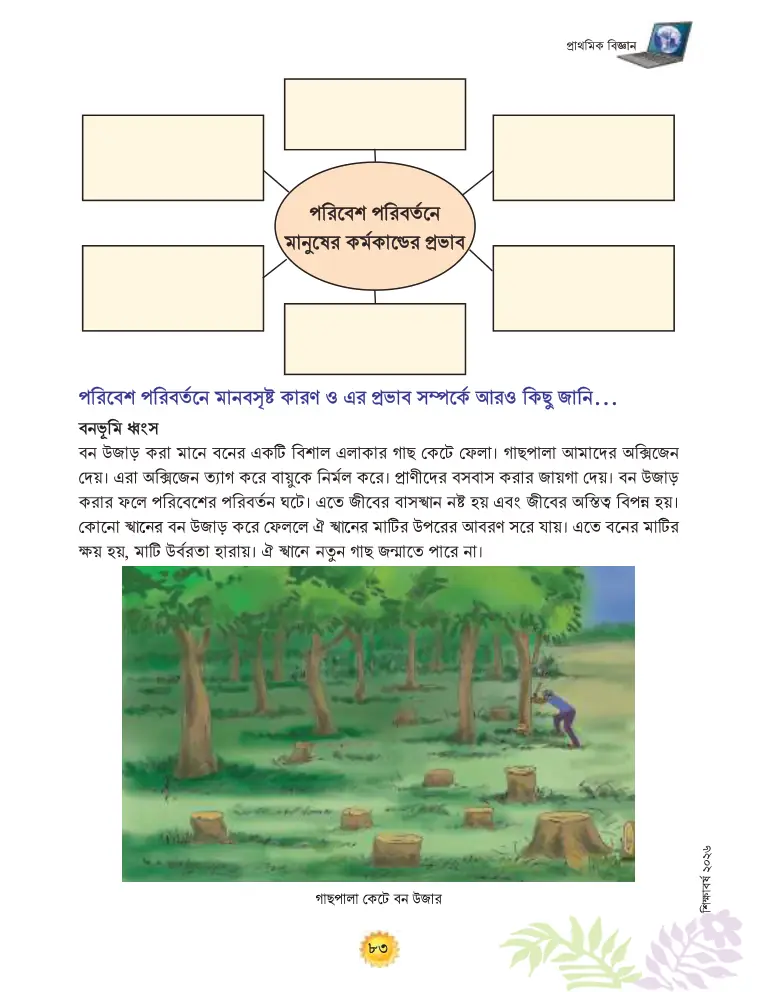 প্রাথমিক বিজ্ঞান
পরিবেশ পরিবর্তনে
মানুষের কর্মকাণ্ডের প্রভাব
পরিবেশ পরিবর্তনে মানবসৃষ্ট কারণ ও এর প্রভাব সম্পর্কে আরও কিছু জানি...
বনভূমি ধ্বংস
বন উজাড় করা মানে বনের একটি বিশাল এলাকার গাছ কেটে ফেলা। গাছপালা আমাদের অক্সিজেন
দেয়। এরা অক্সিজেন ত্যাগ করে বায়ুকে নির্মল করে। প্রাণীদের বসবাস করার জায়গা দেয়। বন উজাড়
করার ফলে পরিবেশের পরিবর্তন ঘটে। এতে জীবের বাসস্থান নষ্ট হয় এবং জীবের অস্তিত্ব বিপন্ন হয়।
কোনো স্থানের বন উজাড় করে ফেললে ঐ স্থানের মাটির উপরের আবরণ সরে যায়। এতে বনের মাটির
ক্ষয় হয়, মাটি উর্বরতা হারায়। ঐ স্থানে নতুন গাছ জন্মাতে পারে না।
গাছপালা কেটে বন উজার
শিক্ষাবর্ষ ২০২৬
৮৩